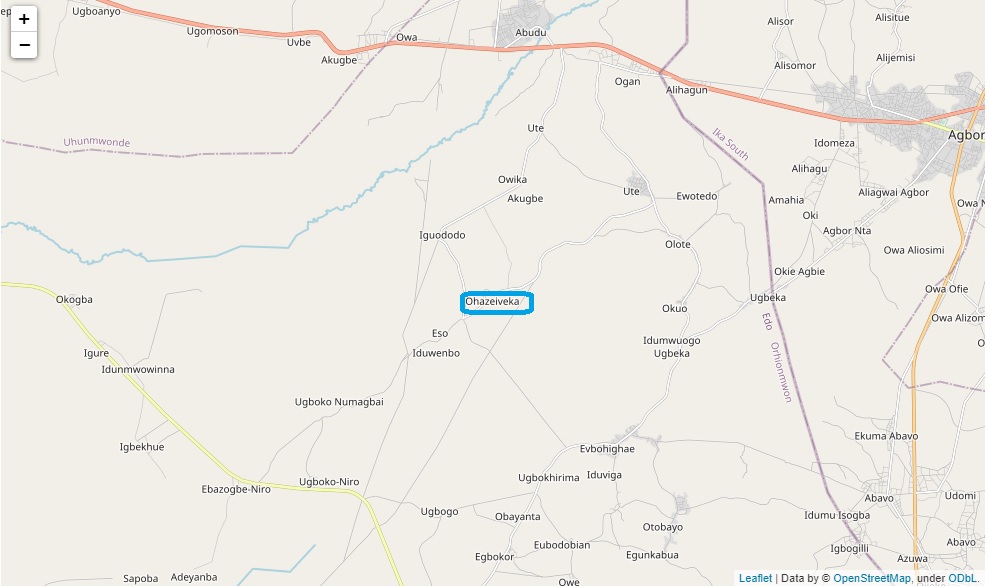 +
−
Ugboanyo
Ugomoson
Uvbe
Owa
Akugbe
Abudu
Ogan
Alihagun
Alisor
Alisitue
Alisomor
Alijemisi
Agbor
Uhunmwonde
Ute
Ika South
Idomeza
Alihagu
Owika
Akugbe
Ute
Ewotedo
Amahia
Oki
Aliagwai Agbor
Owa N
Agbor Nta
Iguododo
Olote
Owa Aliosimi
Okie Agbie
Okogba
Ohazeiveka
Okuo
Ugbeka
Owa Ofie
Owa Alizom
Eso
Iduwenbo
Idumwuogo
Ugbeka
Edo
Orhionmwon
Igure
Idunmwowinna
Ugboko Numagbai
Igbekhue
Evbohighae
Ekuma Abavo
Ebazogbe-Niro
Ugboko-Niro
Ugbokhirima
Iduviga
Abavo
Udomi
Ugbogo
Obayanta
Otobayo
Idumu Isogba
Eubodobian
Egbokor
Egunkabua
Igbogilli
Abavo
Azuwa
Sapoba
Adeyanba
Owe
Leaflet | Data by © OpenStreetMap, under ODbL.